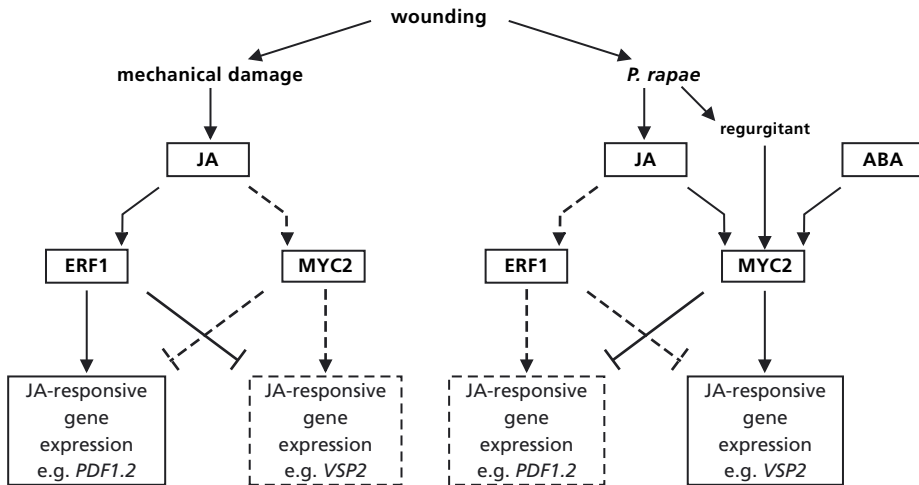 wounding
mechanical damage
P. rapae
regurgitant
JA
JA
ABA
ERF1
MYC2
ERF1
MYC2
JA-responsive
gene
expression
e.g. PDF1.2
JA-responsive
gene
expression
e.g. VSP2
JA-responsive
gene
expression
e.g. PDF1.2
JA-responsive
gene
expression
e.g. VSP2